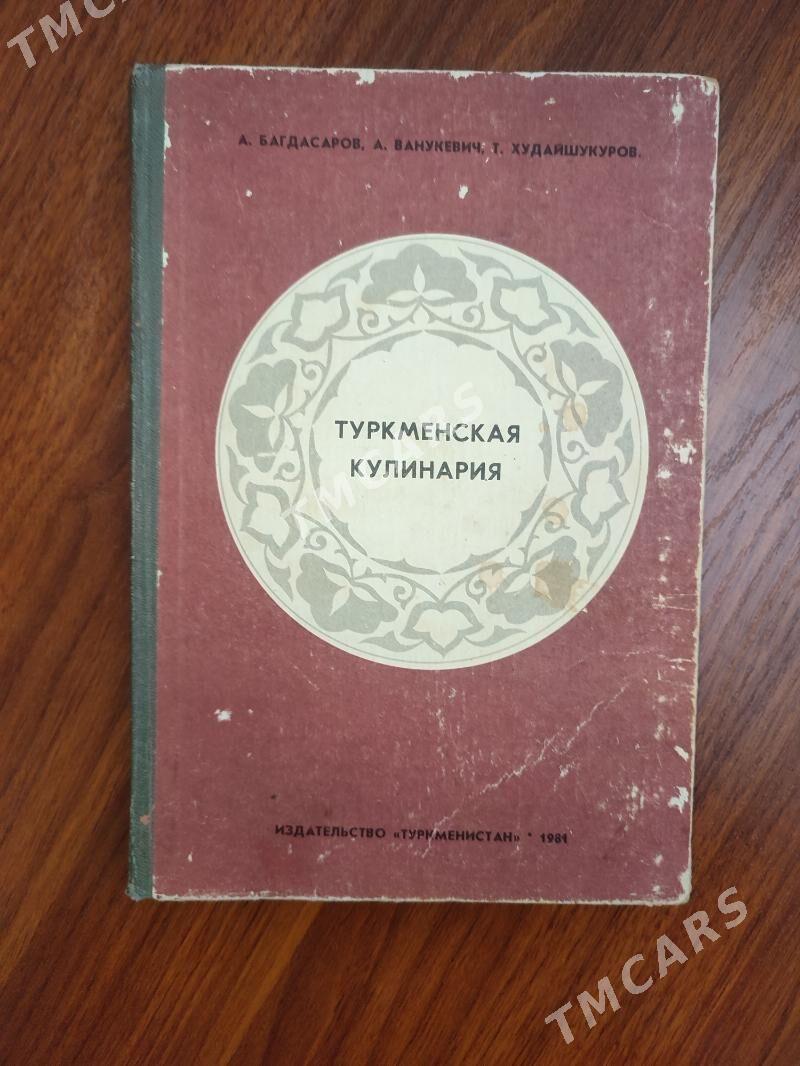 TMCARS
А. БАГДАСАРОВ, А. ВАНУКЕВИЧ, Т. ХУДАЙШУКУРОВ.
ТУРКМЕНСКАЯ
КУЛИНАРИЯ
TMCARS
ИЗДАТЕЛЬСТВО «ТУРКМЕНИСТАН» • 1981
TMCARS